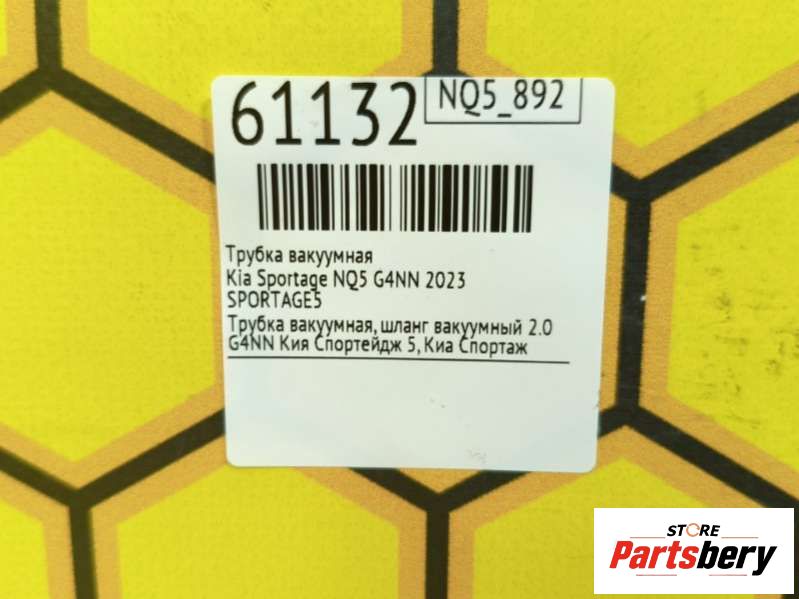 61132
NQ5_892
Трубка вакуумная
Kia Sportage NQ5 G4NN 2023
SPORTAGE5
Трубка вакуумная, шланг вакуумный 2.0
G4NN Кия Спортейдж 5, Киа Спортаж
STORE
Partsbery